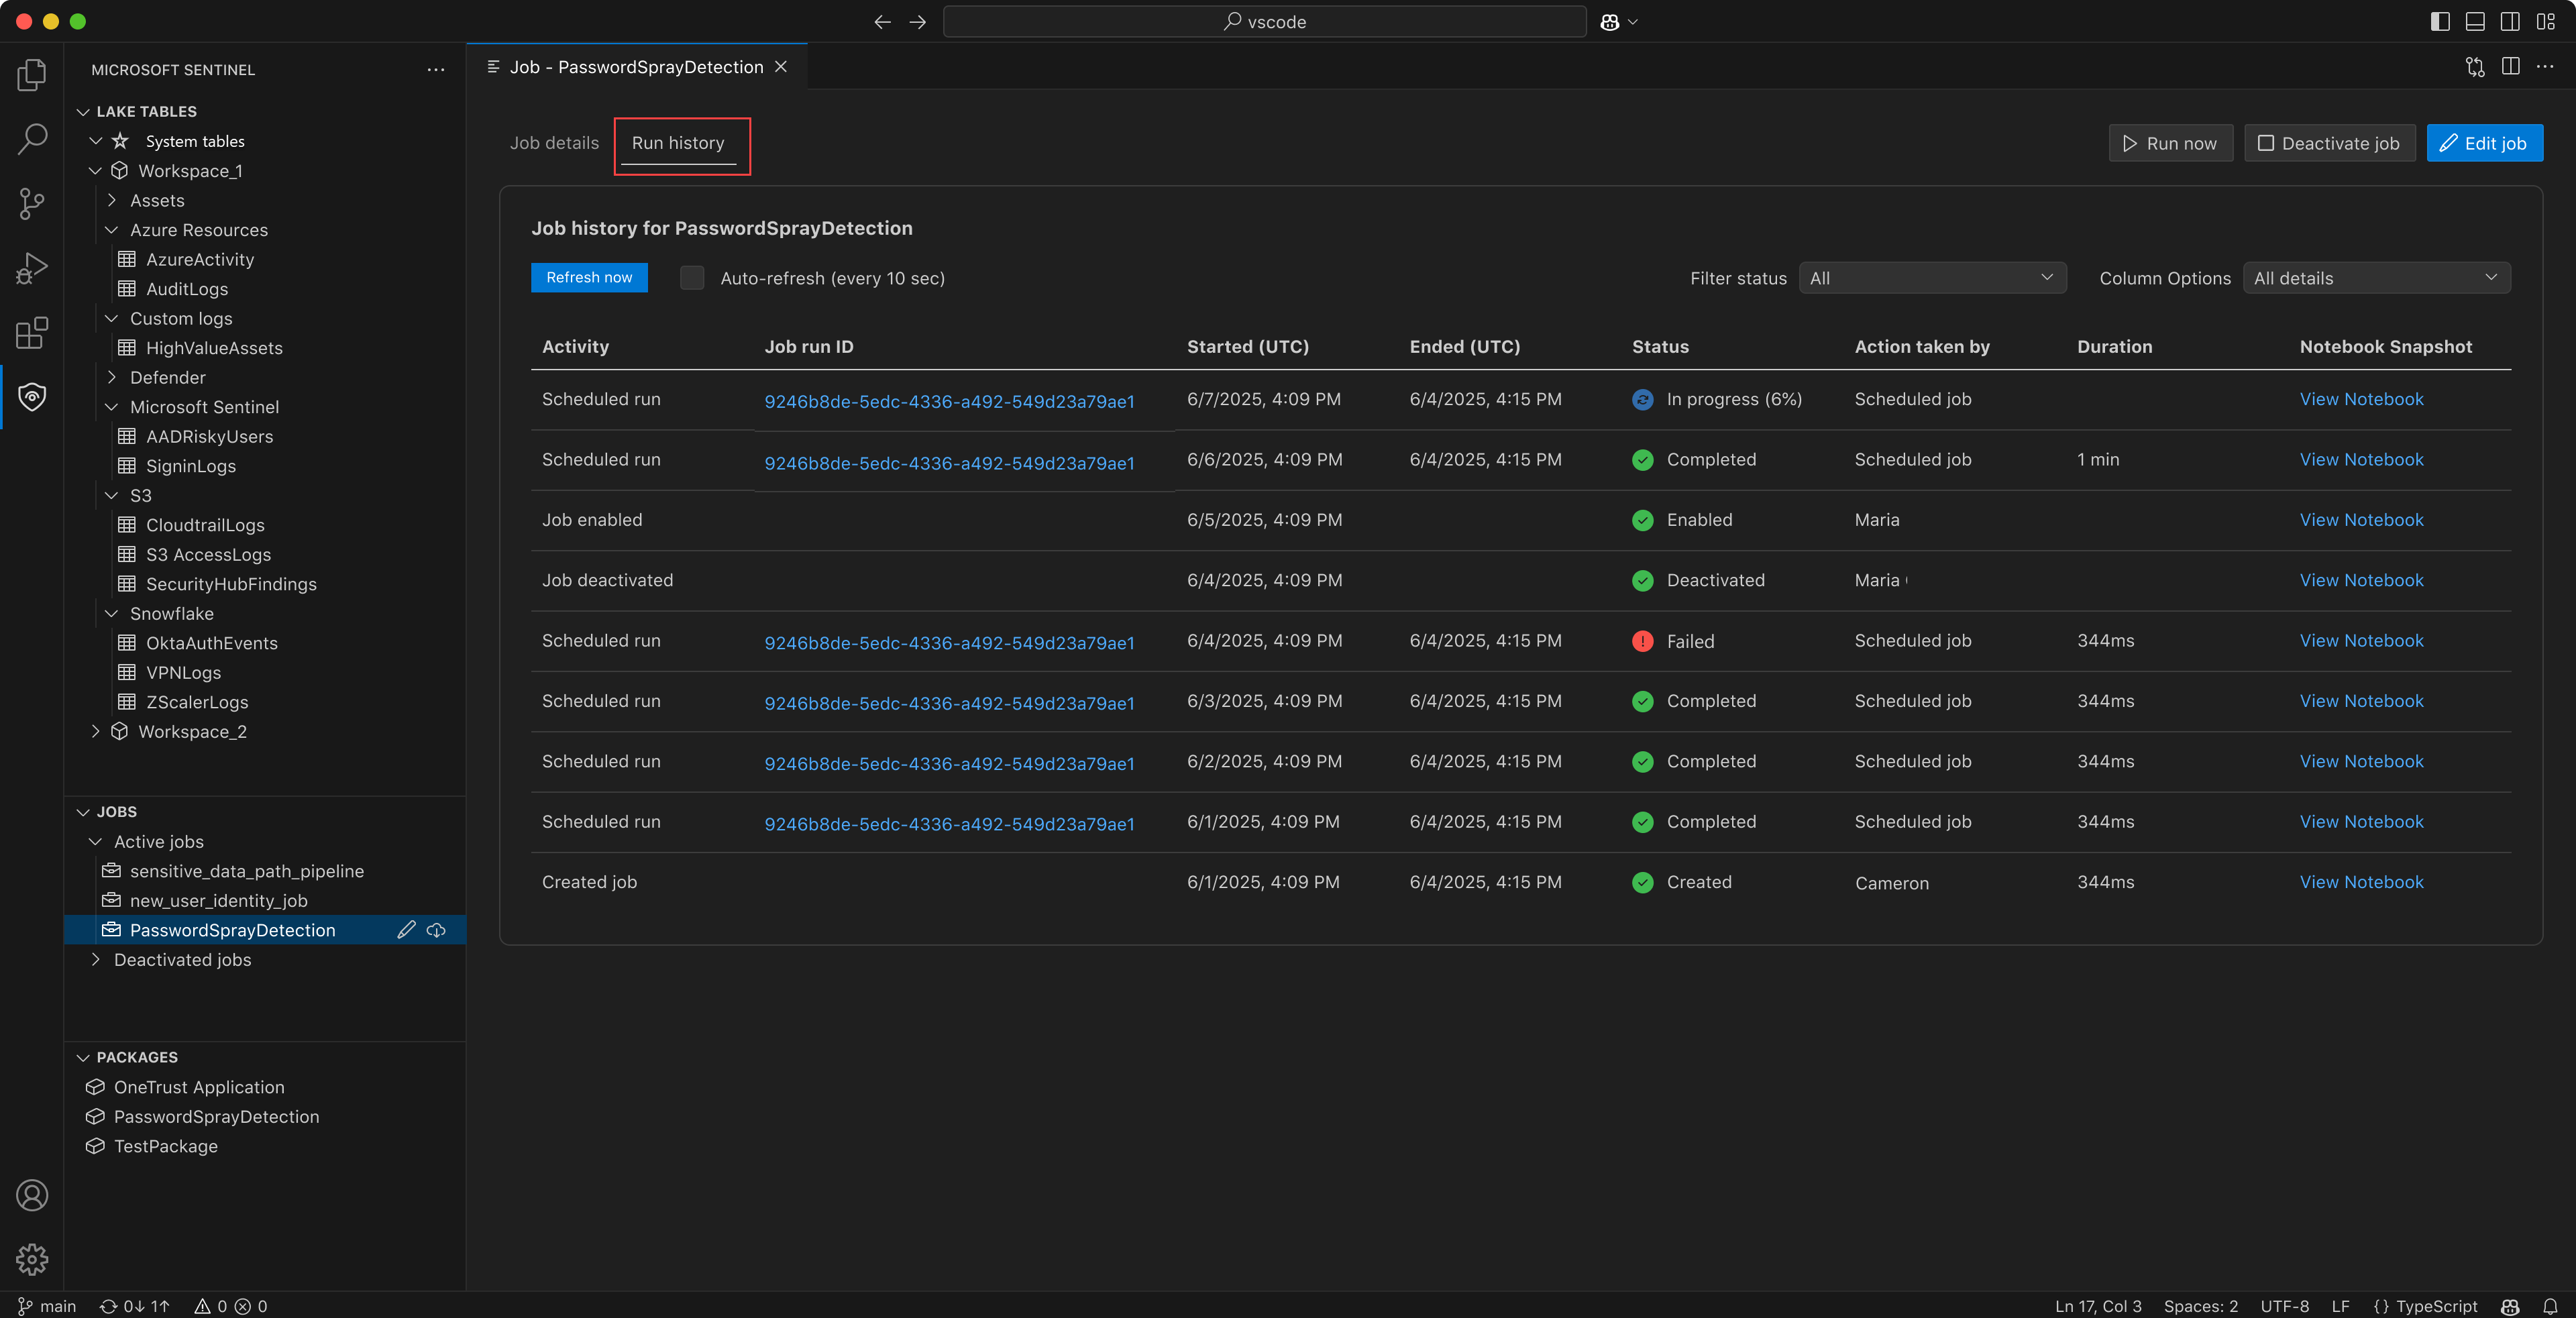 vscode
MICROSOFT SENTINEL
LAKE TABLES
System tables
Workspace_1
Assets
Azure Resources
AzureActivity
AuditLogs
Custom logs
HighValueAssets
Defender
Microsoft Sentinel
AADRiskyUsers
SigninLogs
S3
CloudtrailLogs
S3 AccessLogs
SecurityHubFindings
Snowflake
OktaAuthEvents
VPNLogs
ZScalerLogs
Workspace_2
JOBS
Active jobs
sensitive_data_path_pipeline
new_user_identity_job
PasswordSprayDetection
Deactivated jobs
PACKAGES
OneTrust Application
PasswordSprayDetection
TestPackage
Job - PasswordSprayDetection
Job details Run history Run now Deactivate job Edit job
Job history for PasswordSprayDetection
Refresh now Auto-refresh (every 10 sec) Filter status All Column Options All details
Activity Job run ID Started (UTC) Ended (UTC) Status Action taken by Duration Notebook Snapshot
Scheduled run 9246b8de-5edc-4336-a492-549d23a79ae1 6/7/2025, 4:09 PM 6/4/2025, 4:15 PM In progress (6%) Scheduled job View Notebook
Scheduled run 9246b8de-5edc-4336-a492-549d23a79ae1 6/6/2025, 4:09 PM 6/4/2025, 4:15 PM Completed Scheduled job 1 min View Notebook
Job enabled 6/5/2025, 4:09 PM Enabled Maria View Notebook
Job deactivated 6/4/2025, 4:09 PM Deactivated Maria View Notebook
Scheduled run 9246b8de-5edc-4336-a492-549d23a79ae1 6/4/2025, 4:09 PM 6/4/2025, 4:15 PM Failed Scheduled job 344ms View Notebook
Scheduled run 9246b8de-5edc-4336-a492-549d23a79ae1 6/3/2025, 4:09 PM 6/4/2025, 4:15 PM Completed Scheduled job 344ms View Notebook
Scheduled run 9246b8de-5edc-4336-a492-549d23a79ae1 6/2/2025, 4:09 PM 6/4/2025, 4:15 PM Completed Scheduled job 344ms View Notebook
Scheduled run 9246b8de-5edc-4336-a492-549d23a79ae1 6/1/2025, 4:09 PM 6/4/2025, 4:15 PM Completed Scheduled job 344ms View Notebook
Created job 6/1/2025, 4:09 PM 6/4/2025, 4:15 PM Created Cameron 344ms View Notebook
main 0↓ 1↑ 0 0 Ln 17, Col 3 Spaces: 2 UTF-8 LF {} TypeScript